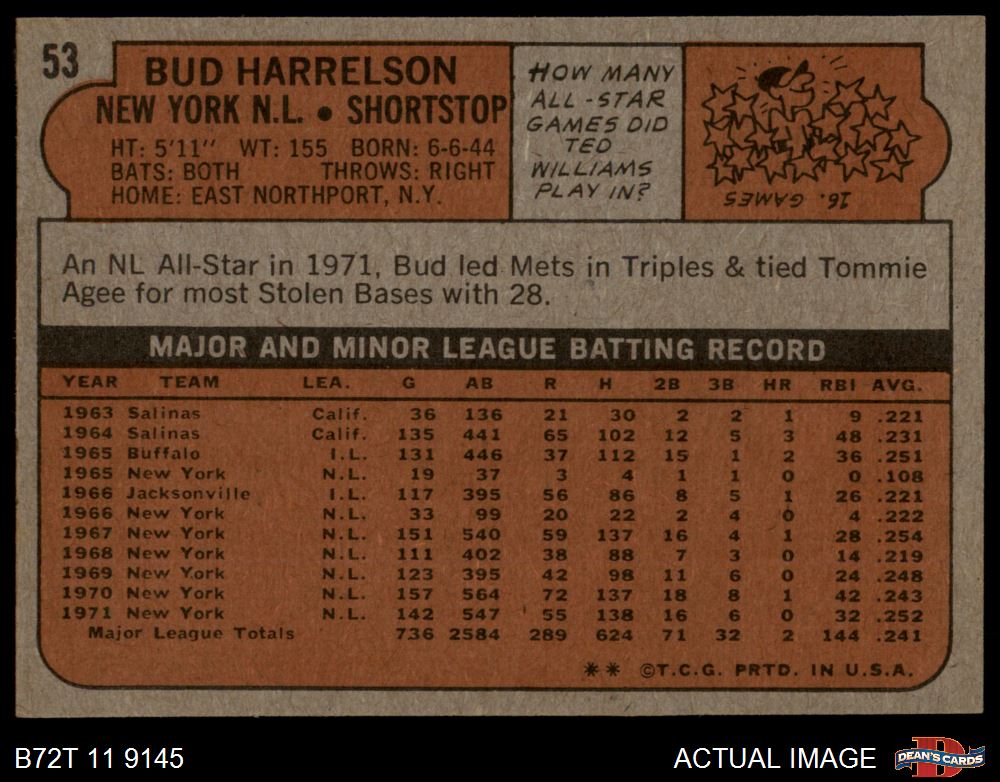 53
BUD HARRELSON
NEW YORK N.L. • SHORTSTOP
HT: 5'11" WT: 155 BORN: 6-6-44
BATS: BOTH THROWS: RIGHT
HOME: EAST NORTHPORT, N.Y.
HOW MANY
ALL-STAR
GAMES DID
TED
WILLIAMS
PLAY IN?
16. GAMES
An NL All-Star in 1971, Bud led Mets in Triples & tied Tommie
Agee for most Stolen Bases with 28.
MAJOR AND MINOR LEAGUE BATTING RECORD
YEAR TEAM LEA. G AB R H 2B 3B HR RBI AVG.
1963 Salinas Calif. 36 136 21 30 2 2 1 9 .221
1964 Salinas Calif. 135 441 65 102 12 5 3 48 .231
1965 Buffalo I.L. 131 446 37 112 15 1 2 36 .251
1965 New York N.L. 19 37 3 4 1 1 0 0 .108
1966 Jacksonville I.L. 117 395 56 86 8 5 1 26 .221
1966 New York N.L. 33 99 20 22 2 4 0 4 .222
1967 New York N.L. 151 540 59 137 16 4 1 28 .254
1968 New York N.L. 111 402 38 88 7 3 0 14 .219
1969 New York N.L. 123 395 42 98 11 6 0 24 .248
1970 New York N.L. 157 564 72 137 18 8 1 42 .243
1971 New York N.L. 142 547 55 138 16 6 0 32 .252
Major League Totals 736 2584 289 624 71 32 2 144 .241
** ©T.C.G. PRTD. IN U.S.A.
B72T 11 9145
ACTUAL IMAGE
D
DEAN'S CARDS